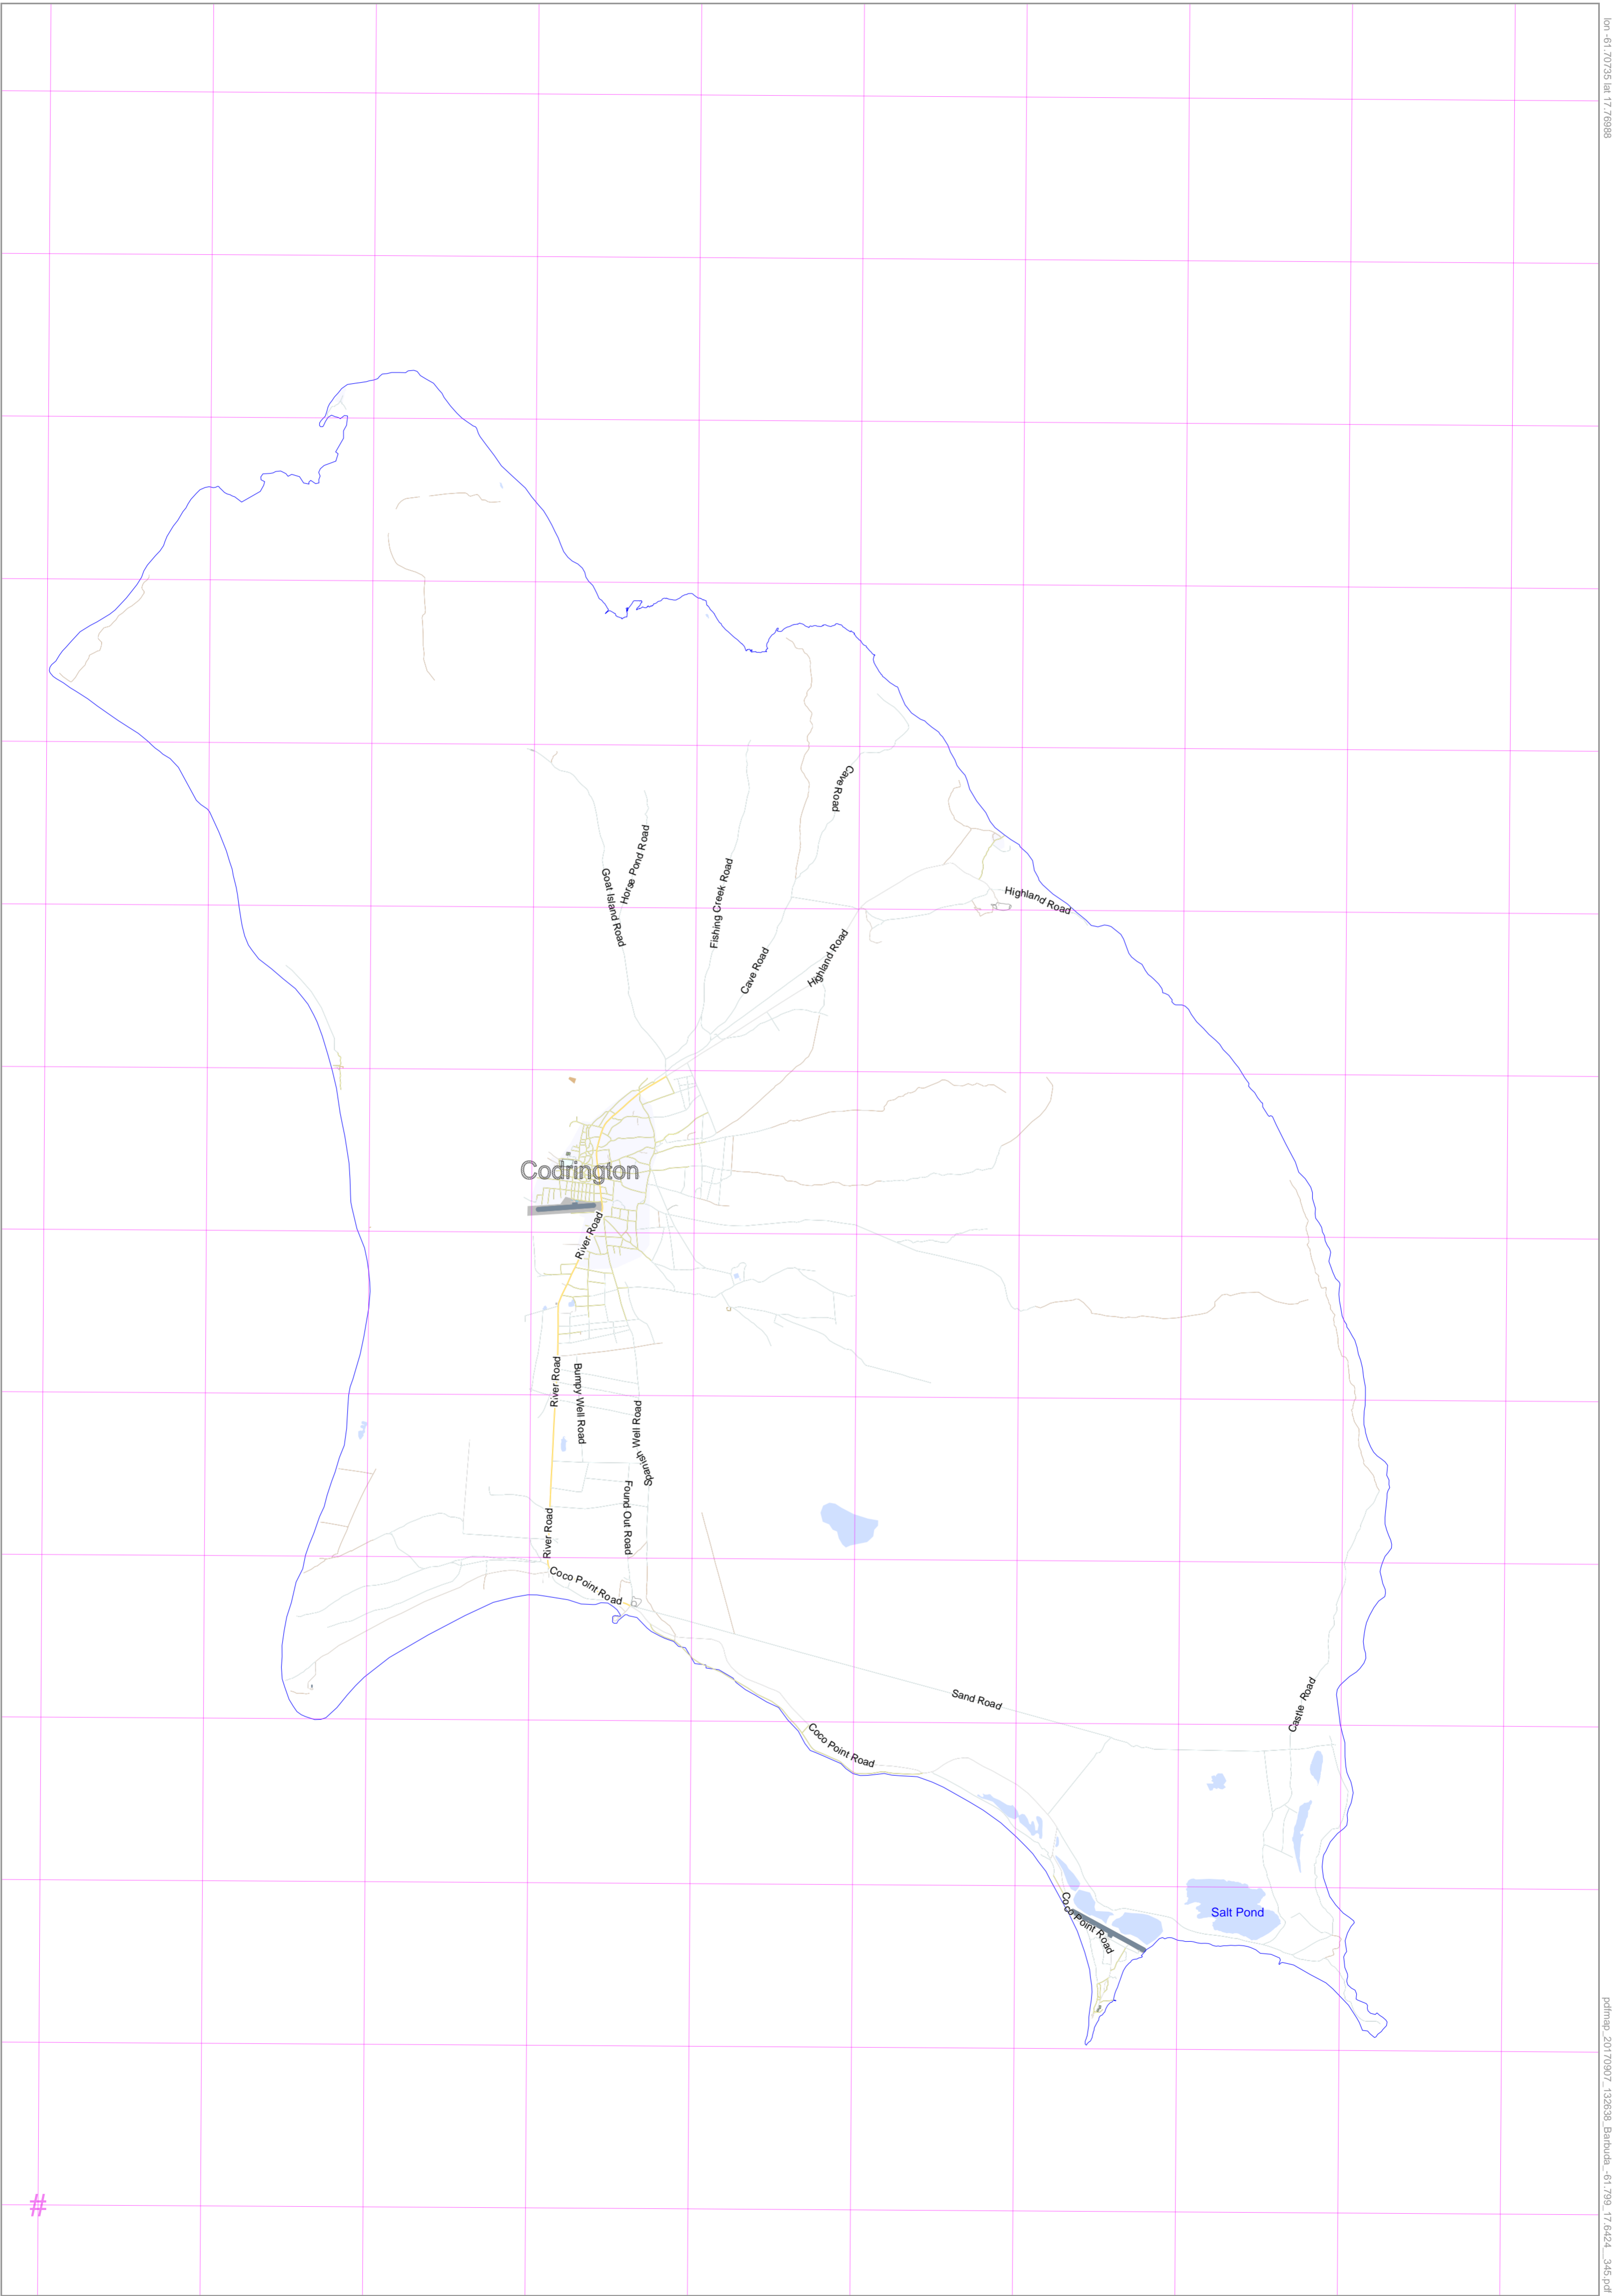 lon -61.70735 lat 17.76988
Cave Road
Horse Pond Road
Goat Island Road
Fishing Creek Road
Highland Road
Cave Road
Highland Road
Codrington
River Road
River Road
Bumpy Well Road
Spanish Well Road
Found Out Road
River Road
Coco Point Road
Sand Road
Castle Road
Coco Point Road
Salt Pond
Coco Point Road
pdfmap_20170907_132638_Barbuda_-61.799_17.6424__345.pdf
#